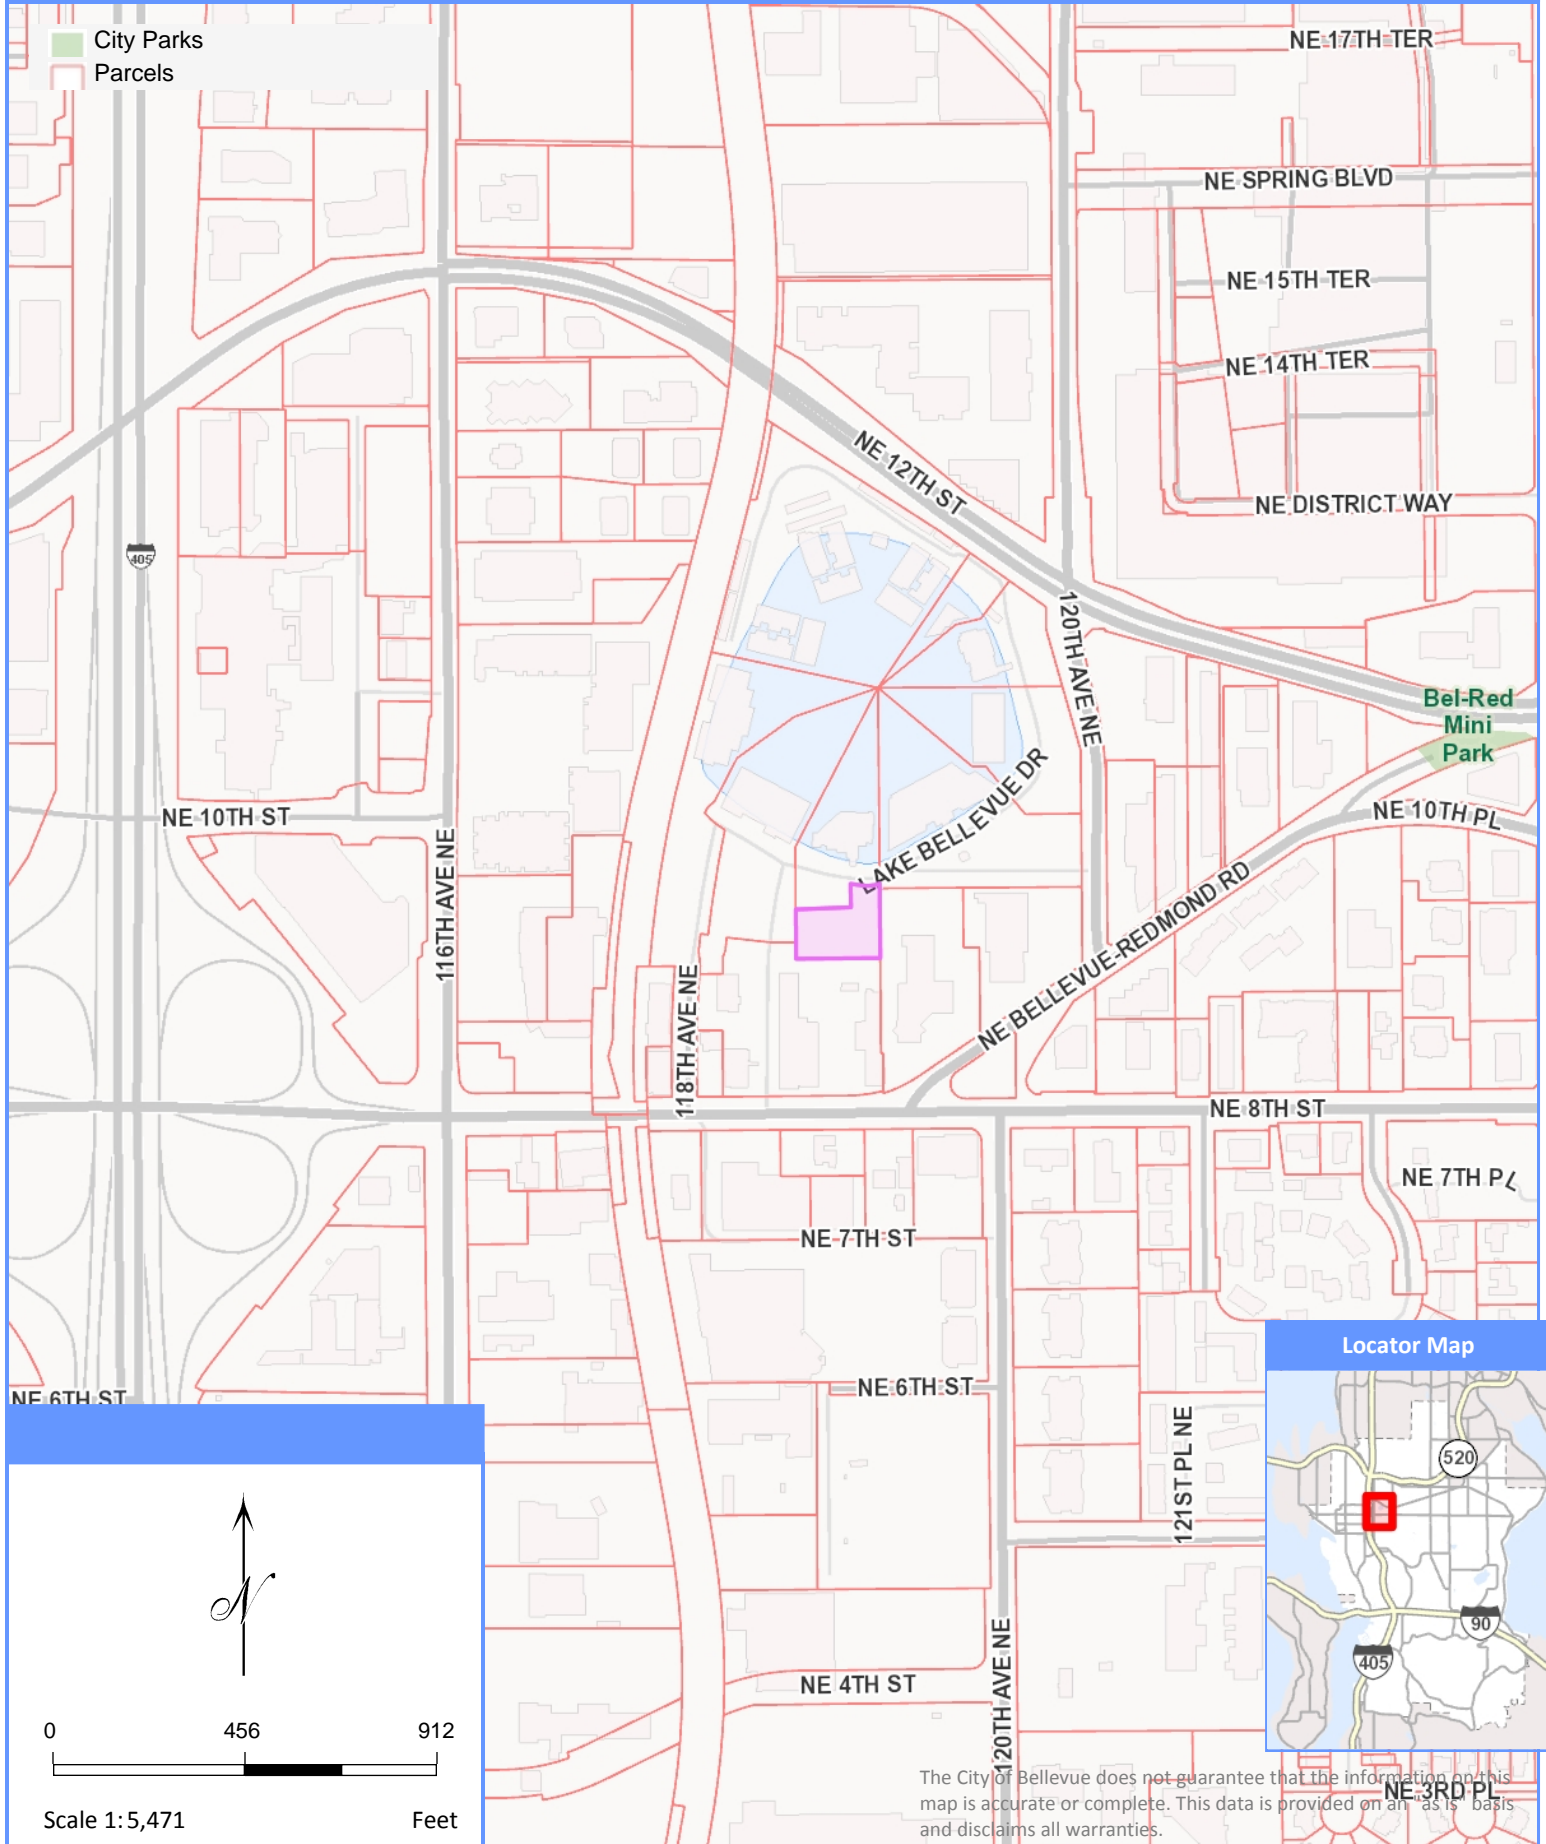 City Parks
Parcels
NE 17TH TER
NE SPRING BLVD
NE 15TH TER
NE 14TH TER
NE 12TH ST
NE DISTRICT WAY
405
120TH AVE NE
Bel-Red
Mini
Park
LAKE BELLEVUE DR
NE 10TH ST
NE 10TH PL
116TH AVE NE
NE BELLEVUE-REDMOND RD
118TH AVE NE
NE 8TH ST
NE 7TH PL
NE 7TH ST
NE 6TH ST
NE 6TH ST
121ST PL NE
NE 4TH ST
120TH AVE NE
NE 3RD PL
Locator Map
520
90
405
N
0 456 912
Scale 1: 5,471 Feet
The City of Bellevue does not guarantee that the information on this
map is accurate or complete. This data is provided on an "as is" basis
and disclaims all warranties.